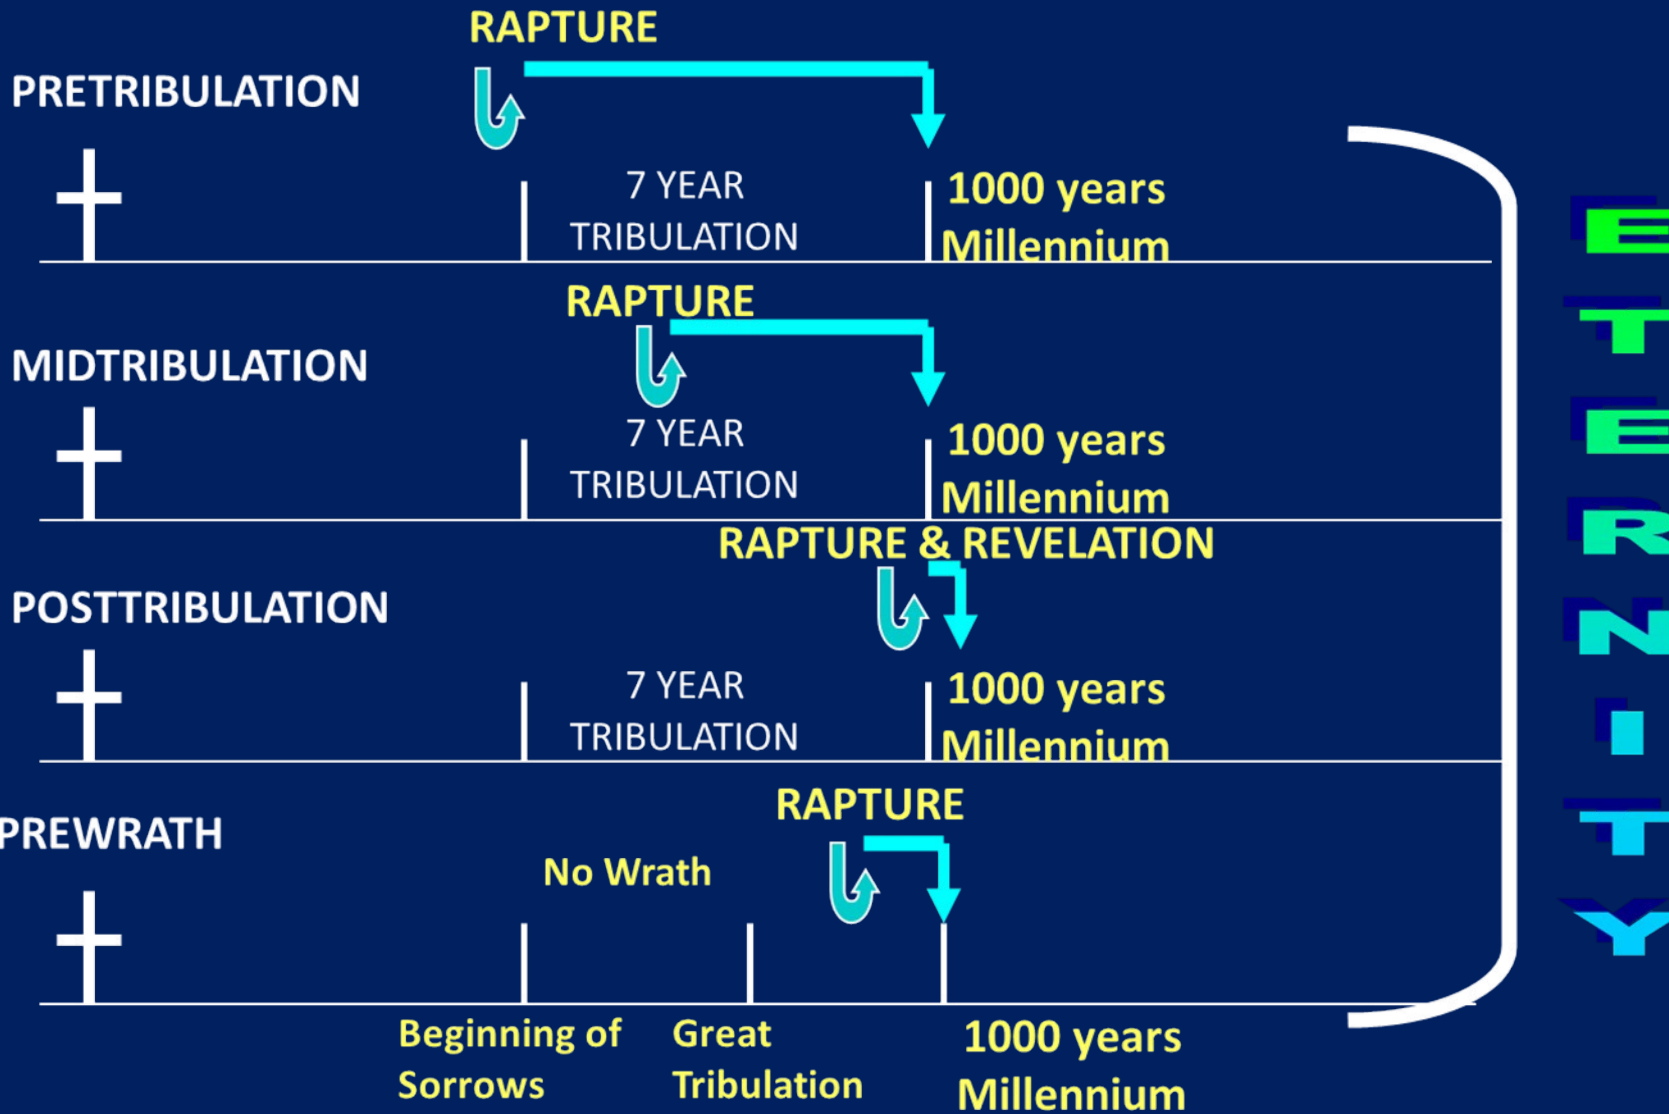 RAPTURE
PRETRIBULATION
7 YEAR
TRIBULATION
1000 years
Millennium
RAPTURE
MIDTRIBULATION
7 YEAR
TRIBULATION
1000 years
Millennium
RAPTURE & REVELATION
POSTTRIBULATION
7 YEAR
TRIBULATION
1000 years
Millennium
RAPTURE
PREWRATH
No Wrath
Beginning of
Sorrows
Great
Tribulation
1000 years
Millennium
ETERNITY